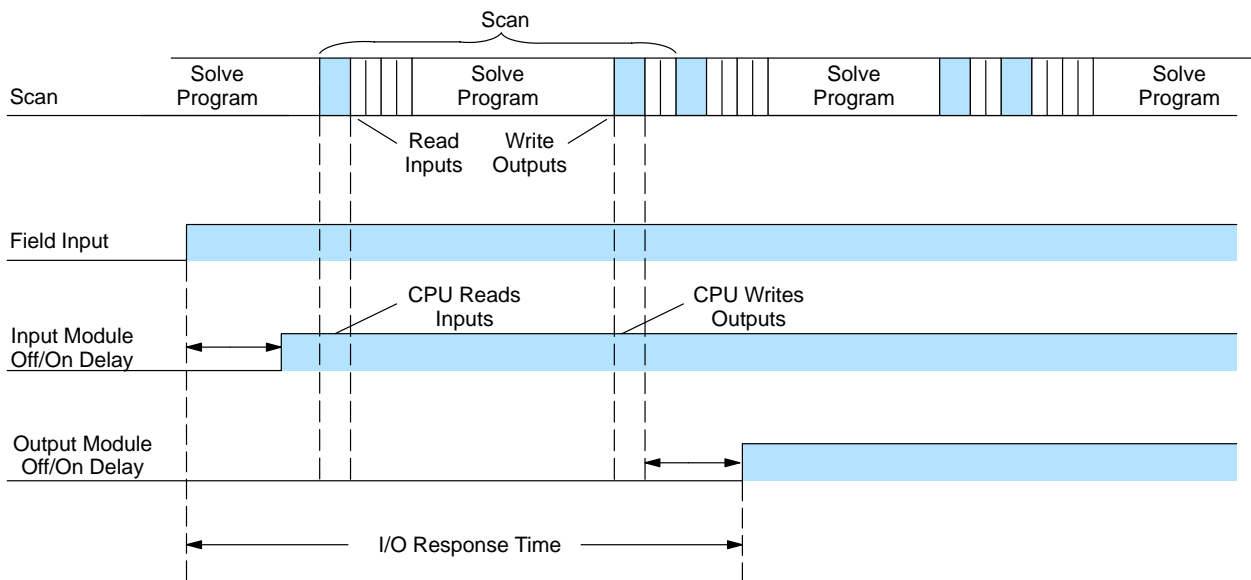 Scan
Scan
Solve
Program
Solve
Program
Solve
Program
Solve
Program
Read
Inputs
Write
Outputs
Field Input
CPU Reads
Inputs
CPU Writes
Outputs
Input Module
Off/On Delay
Output Module
Off/On Delay
I/O Response Time